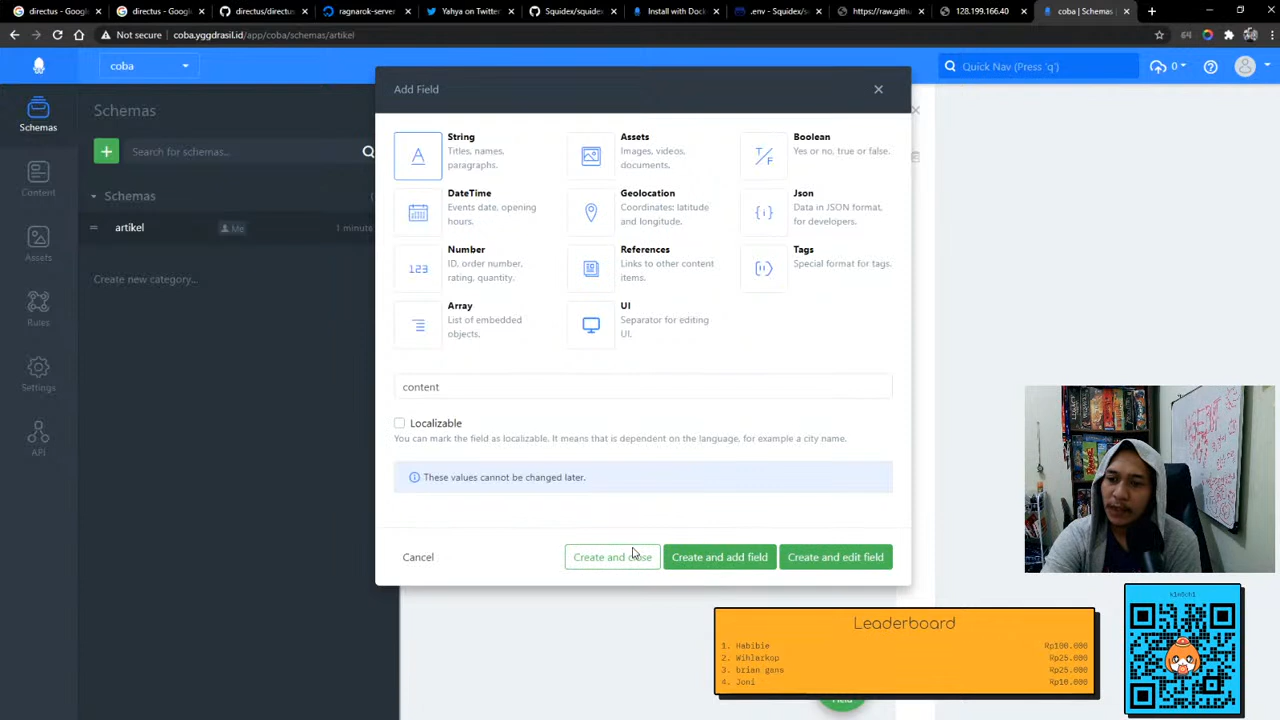 directus - Google
directus - Google
directus/directus
ragnarok-server
Yahya on Twitter
Squidex/squidex
Install with Dock
.env - Squidex/sq
https://raw.githu
128.199.166.40
coba | Schemas
coba.yggdrasil.id/app/coba/schemas/artikel
coba
Quick Nav (Press 'q')
0
Schemas
Content
Assets
Rules
Settings
API
Schemas
Search for schemas...
Schemas
artikel
Me
1 minute
Create new category...
Add Field
String
Titles, names,
paragraphs.
Assets
Images, videos,
documents.
Boolean
Yes or no, true or false.
DateTime
Events date, opening
hours.
Geolocation
Coordinates: latitude
and longitude.
Json
Data in JSON format,
for developers.
Number
ID, order number,
rating, quantity.
References
Links to other content
items.
Tags
Special format for tags.
Array
List of embedded
objects.
UI
Separator for editing
UI.
content
Localizable
You can mark the field as localizable. It means that is dependent on the language, for example a city name.
These values cannot be changed later.
Cancel
Create and close
Create and add field
Create and edit field
Field
Leaderboard
1. Habibie Rp100.000
2. Wihlarkop Rp25.000
3. brian gans Rp25.000
4. Joni Rp10.000